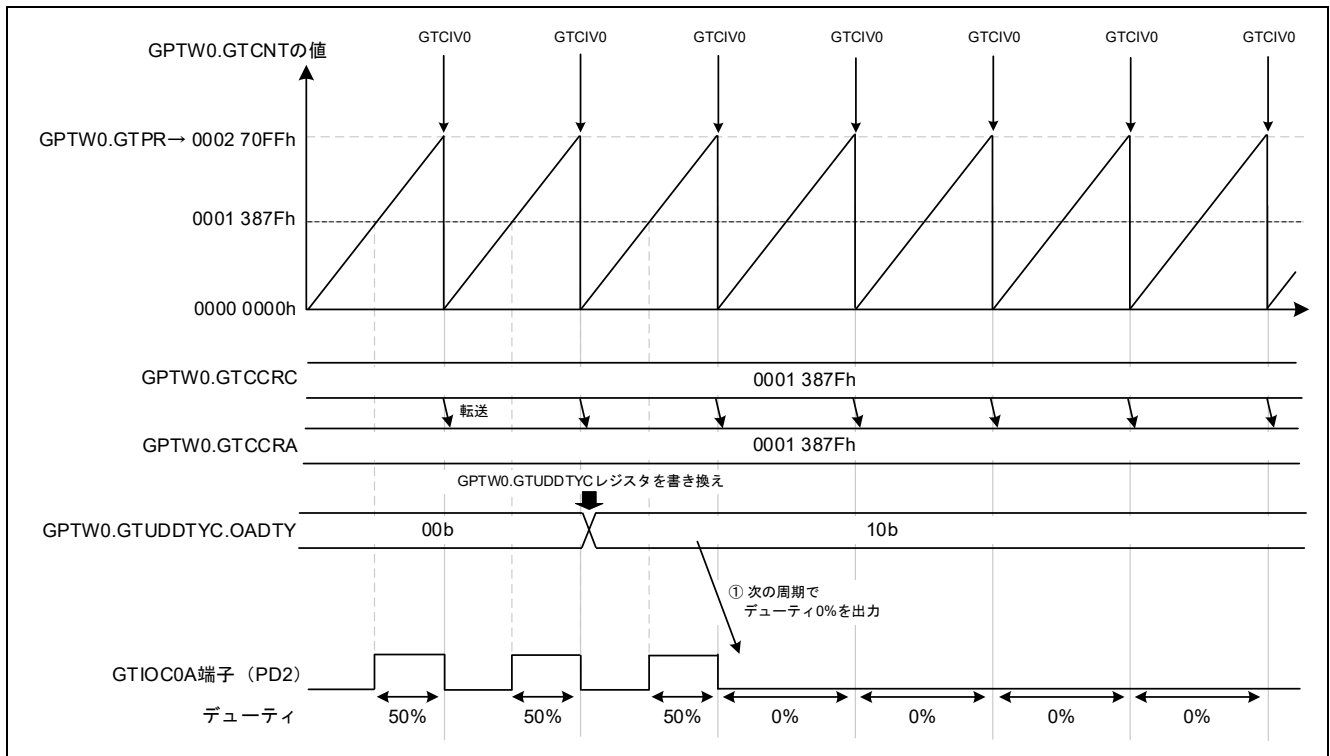 GTCIV0 GTCIV0 GTCIV0 GTCIV0 GTCIV0 GTCIV0 GTCIV0
GPTW0.GTCNTの値
GPTW0.GTPR→ 0002 70FFh
0001 387Fh
0000 0000h
GPTW0.GTCCRC
0001 387Fh
転送
GPTW0.GTCCRA
0001 387Fh
GPTW0.GTUDDTYCレジスタを書き換え
GPTW0.GTUDDTYC.OADTY
00b 10b
① 次の周期で
デューティ0%を出力
GTIOC0A端子（PD2）
デューティ 50% 50% 50% 0% 0% 0% 0%